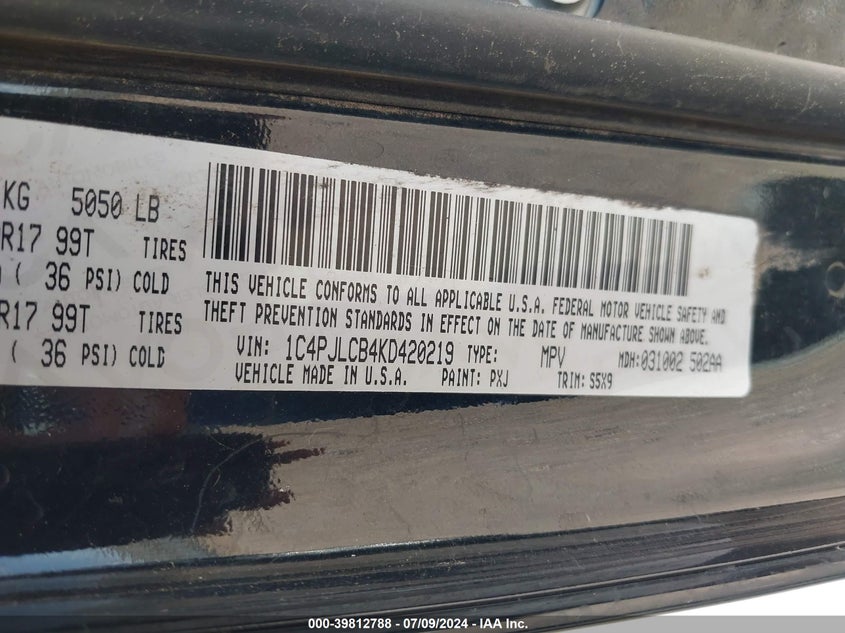 KG 5050 LB
R17 99T TIRES
( 36 PSI) COLD
R17 99T TIRES
( 36 PSI) COLD
THIS VEHICLE CONFORMS TO ALL APPLICABLE U.S.A. FEDERAL MOTOR VEHICLE SAFETY AND
THEFT PREVENTION STANDARDS IN EFFECT ON THE DATE OF MANUFACTURE SHOWN ABOVE.
VIN: 1C4PJLCB4KD420219 TYPE: MPV MDH:031002 502AA
VEHICLE MADE IN U.S.A. PAINT: PXJ TRIM: S5X9
000-39812788 - 07/09/2024 - IAA Inc.